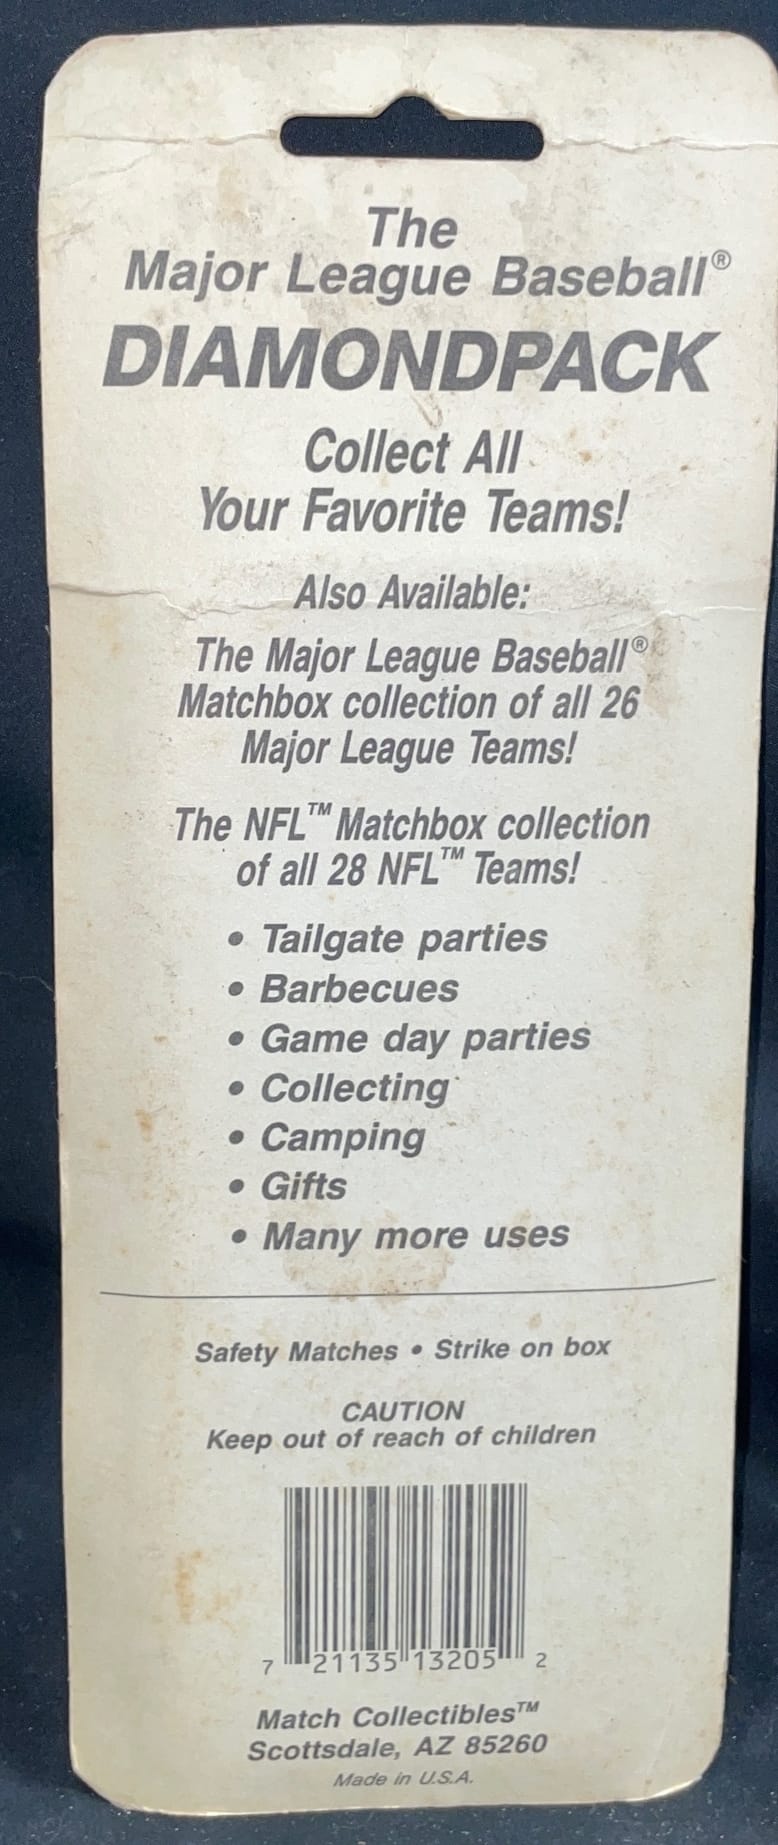 The
Major League Baseball®
DIAMONDPACK
Collect All
Your Favorite Teams!
Also Available:
The Major League Baseball®
Matchbox collection of all 26
Major League Teams!
The NFL™ Matchbox collection
of all 28 NFL™ Teams!
• Tailgate parties
• Barbecues
• Game day parties
• Collecting
• Camping
• Gifts
• Many more uses
Safety Matches • Strike on box
CAUTION
Keep out of reach of children
7 21135 13205 2
Match Collectibles™
Scottsdale, AZ 85260
Made in U.S.A.